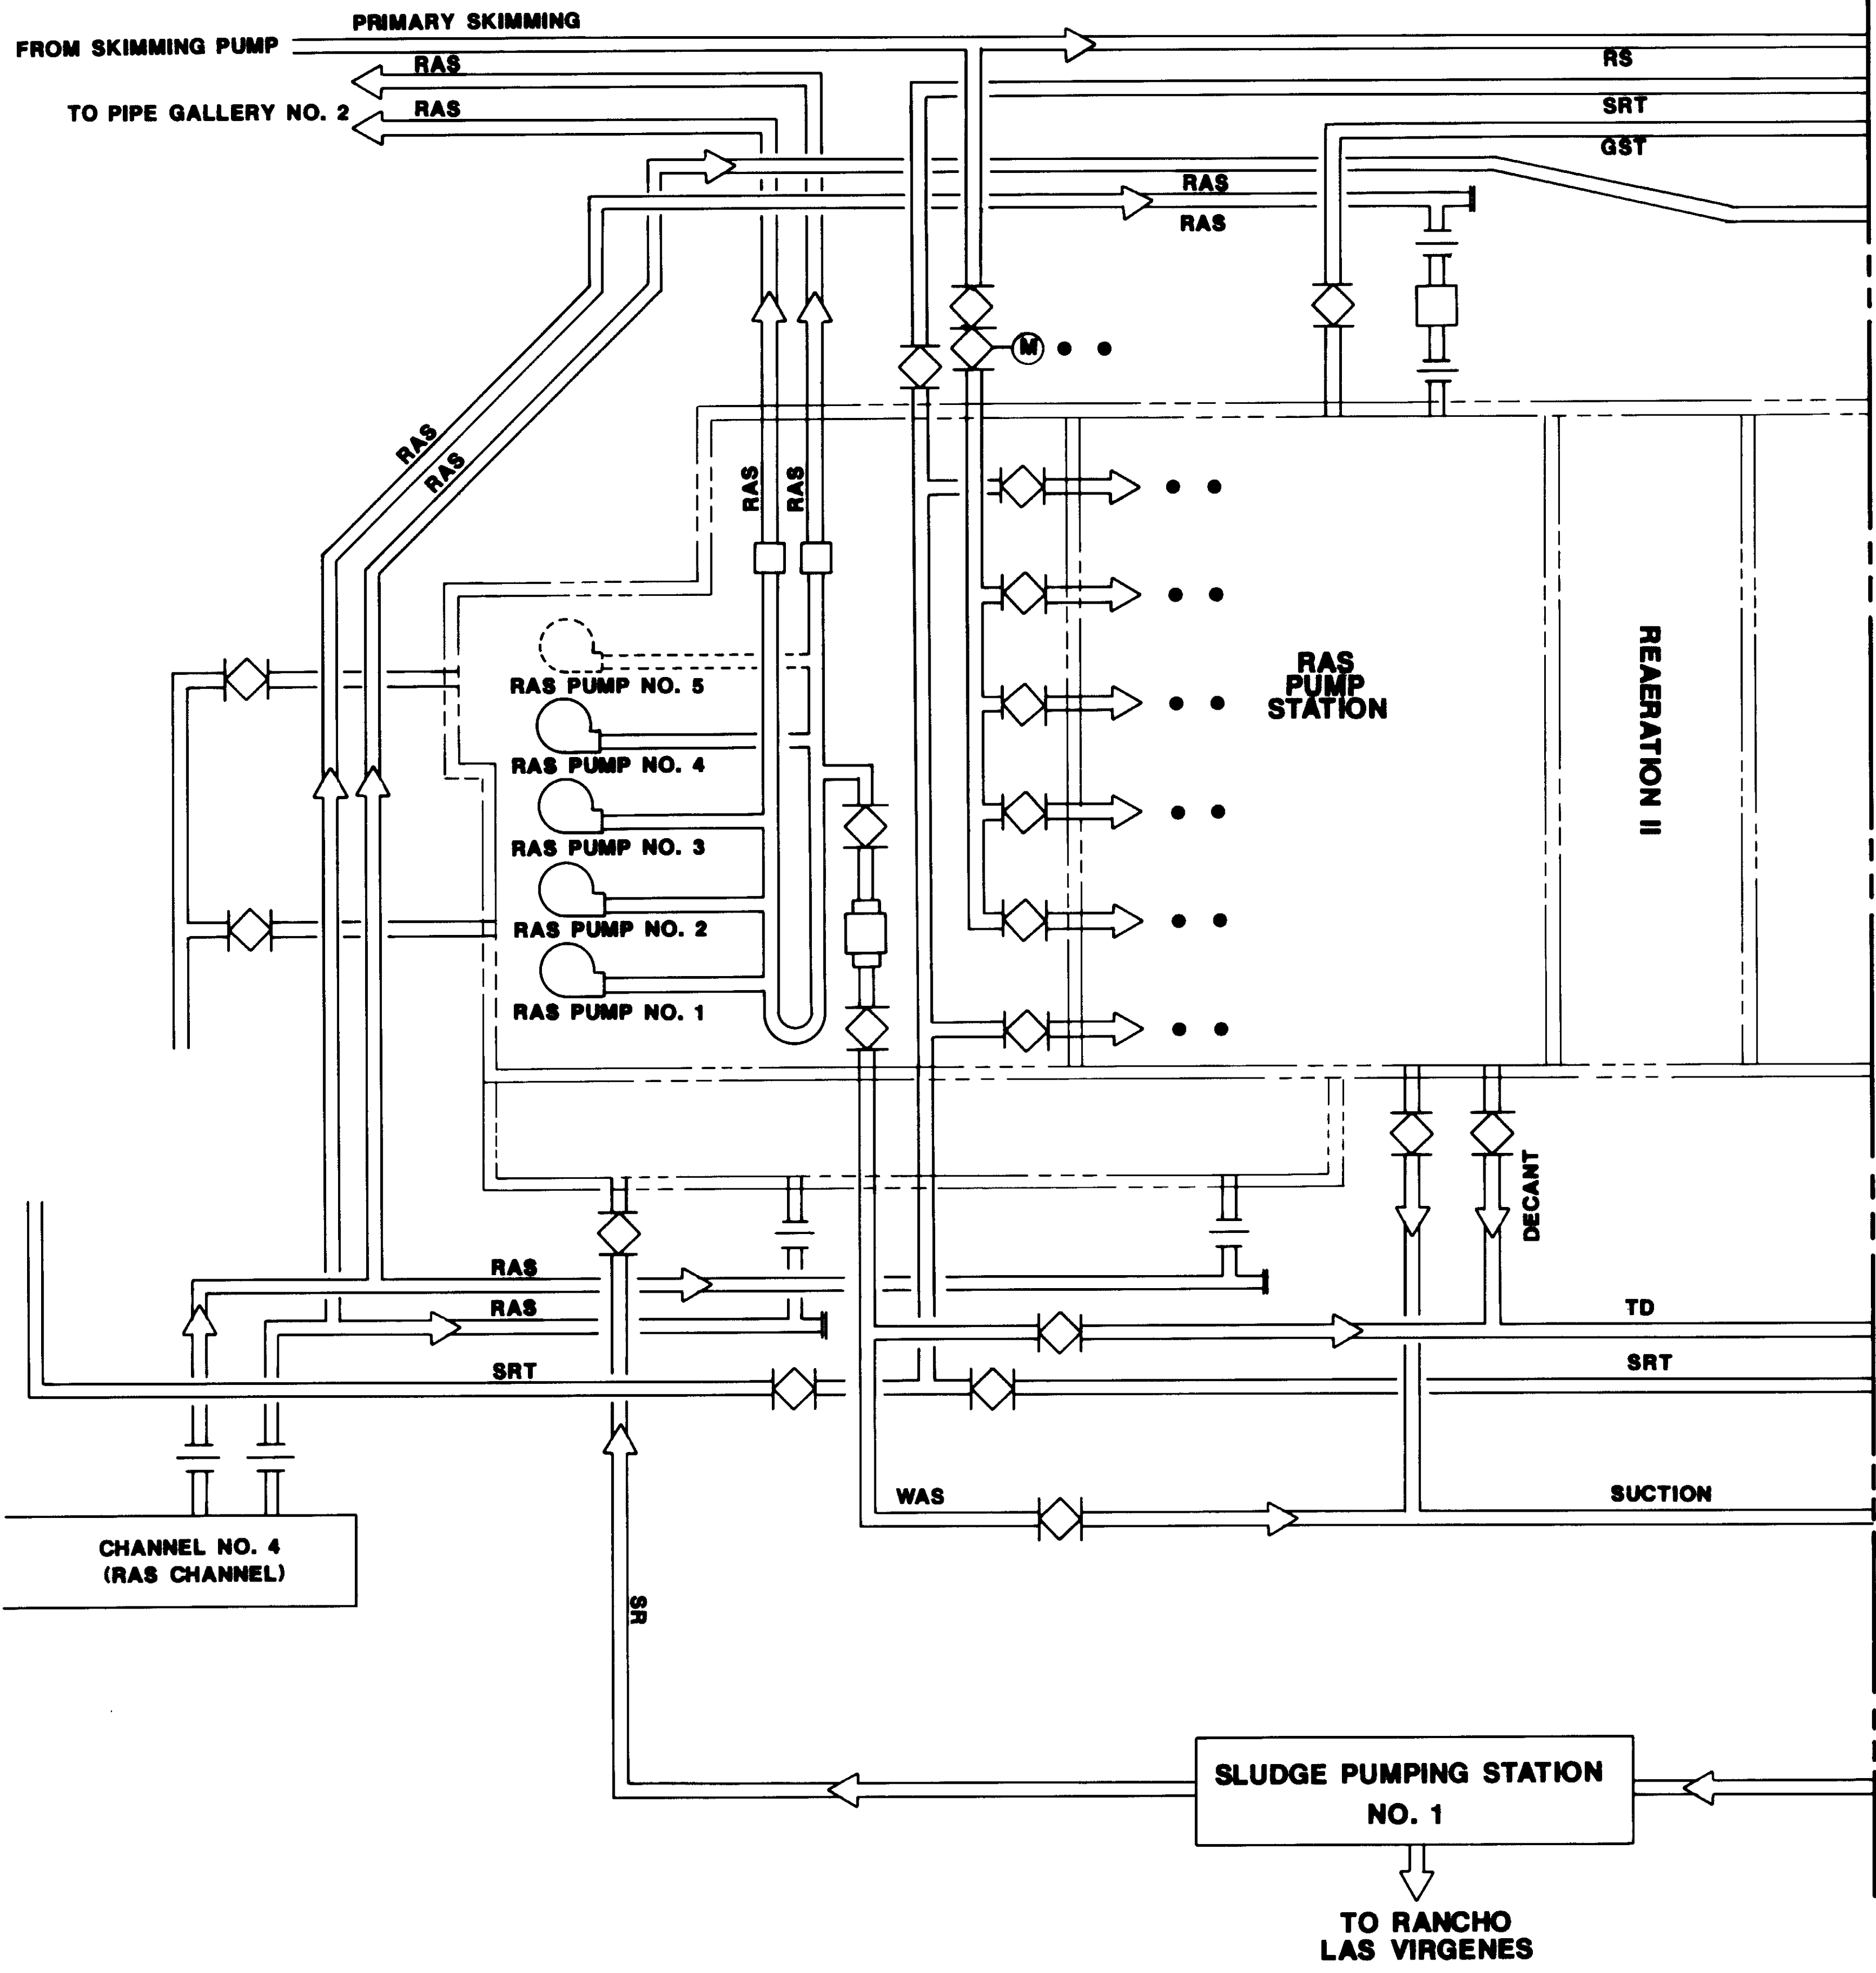 PRIMARY SKIMMING
FROM SKIMMING PUMP
RAS
RS
TO PIPE GALLERY NO. 2
RAS
SRT
GST
RAS
RAS
M
RAS
RAS
RAS
RAS
RAS PUMP NO. 5
RAS
PUMP
STATION
REAERATION II
RAS PUMP NO. 4
RAS PUMP NO. 3
RAS PUMP NO. 2
RAS PUMP NO. 1
DECANT
RAS
RAS
TD
SRT
SRT
WAS
SUCTION
CHANNEL NO. 4
(RAS CHANNEL)
SR
SLUDGE PUMPING STATION
NO. 1
TO RANCHO
LAS VIRGENES